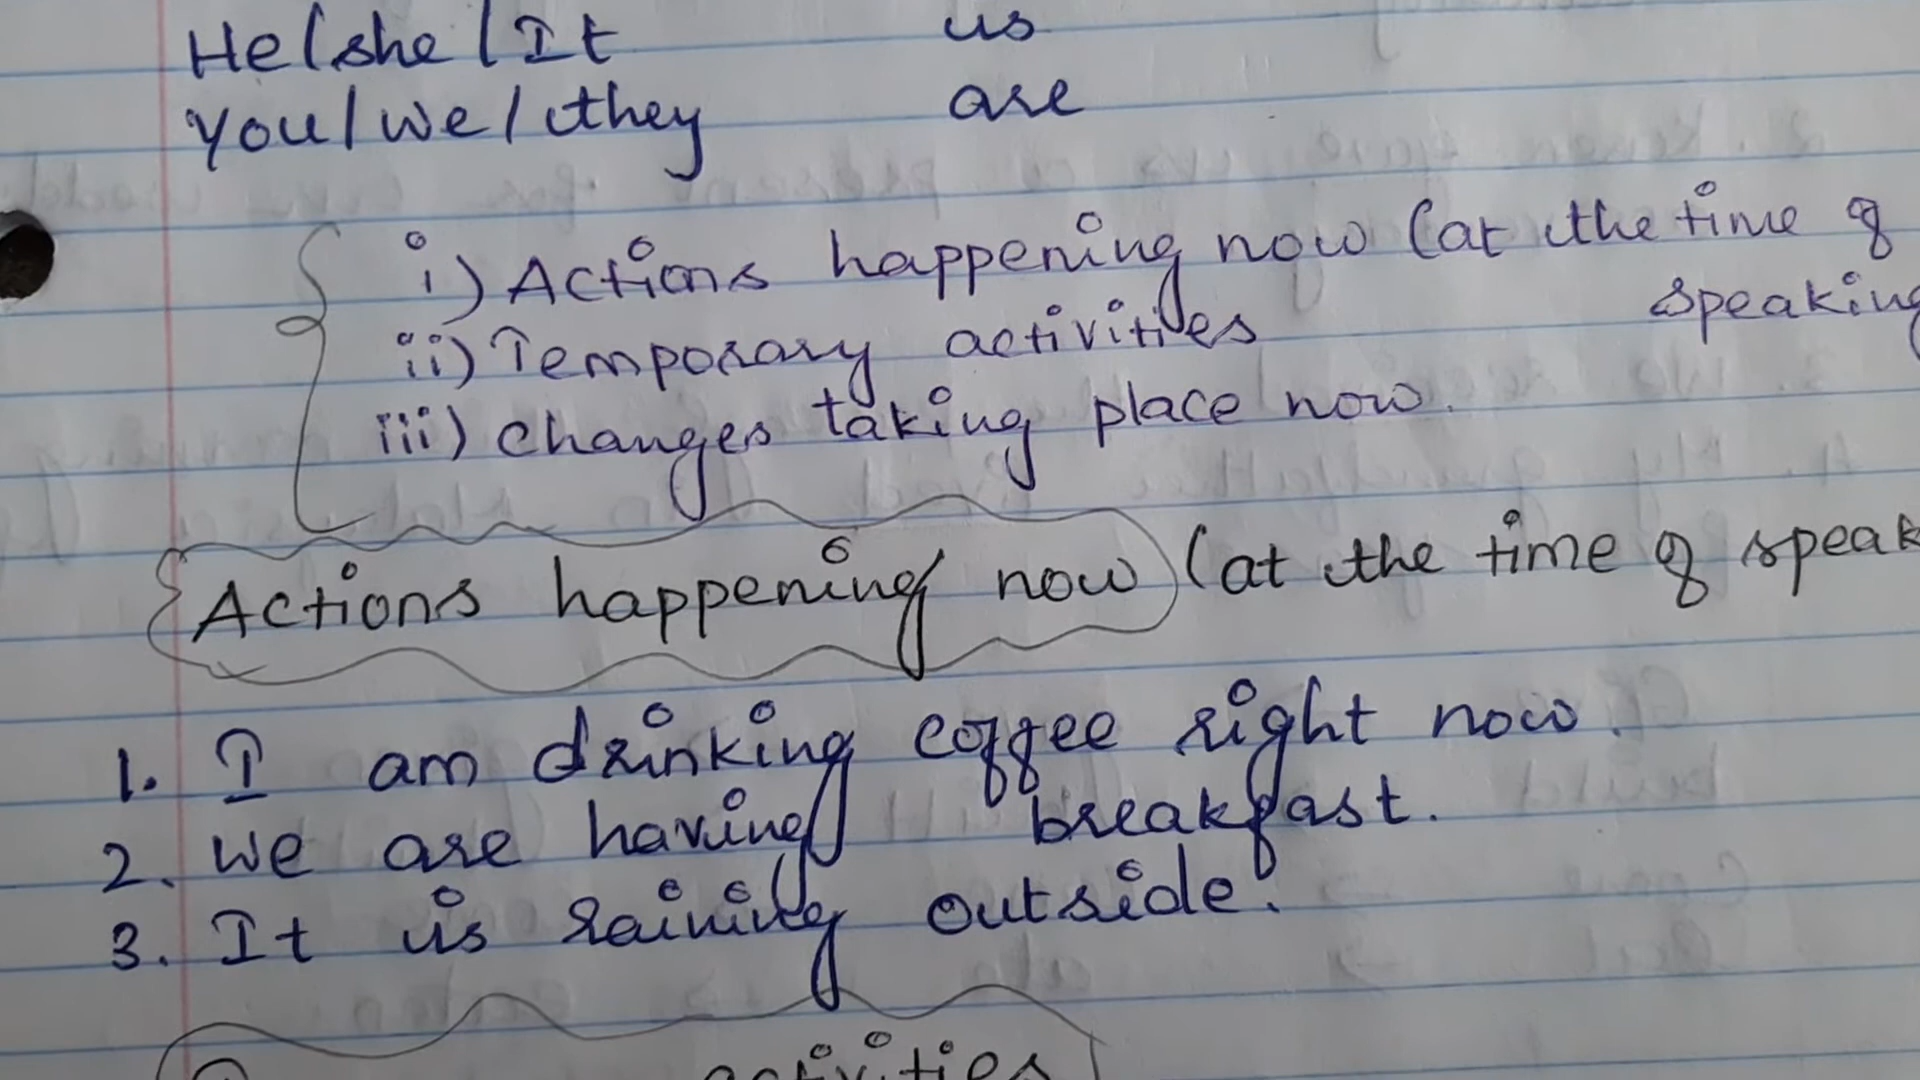 He/she/It is
You/we/they are
i) Actions happening now (at the time of
speaking
ii) Temporary activities
iii) changes taking place now.
Actions happening now (at the time of speak
1. I am drinking coffee right now.
2. we are having breakfast.
3. It is raining outside.
activities